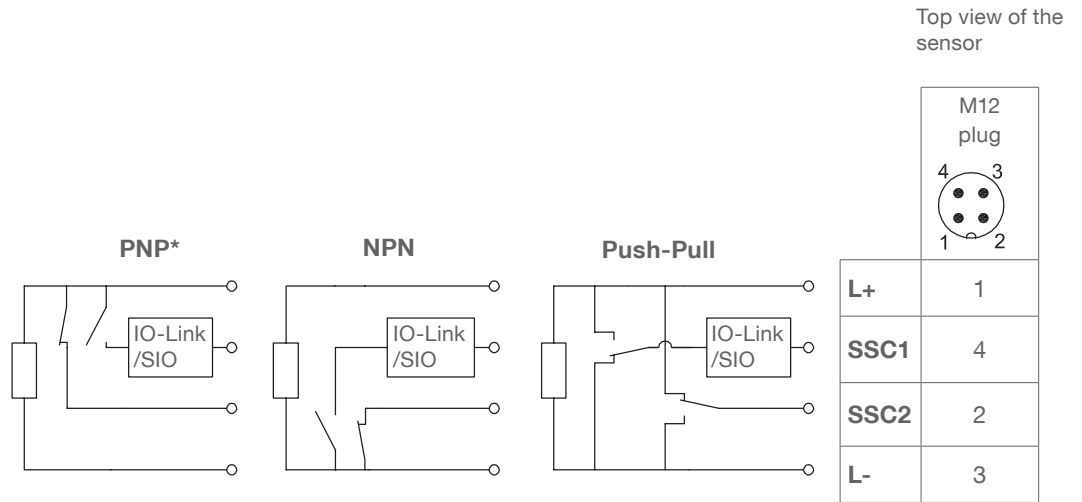 Top view of the
sensor
M12
plug
4 3
1 2
PNP* NPN Push-Pull
L+ 1
IO-Link IO-Link IO-Link
/SIO /SIO /SIO
SSC1 4
SSC2 2
L- 3